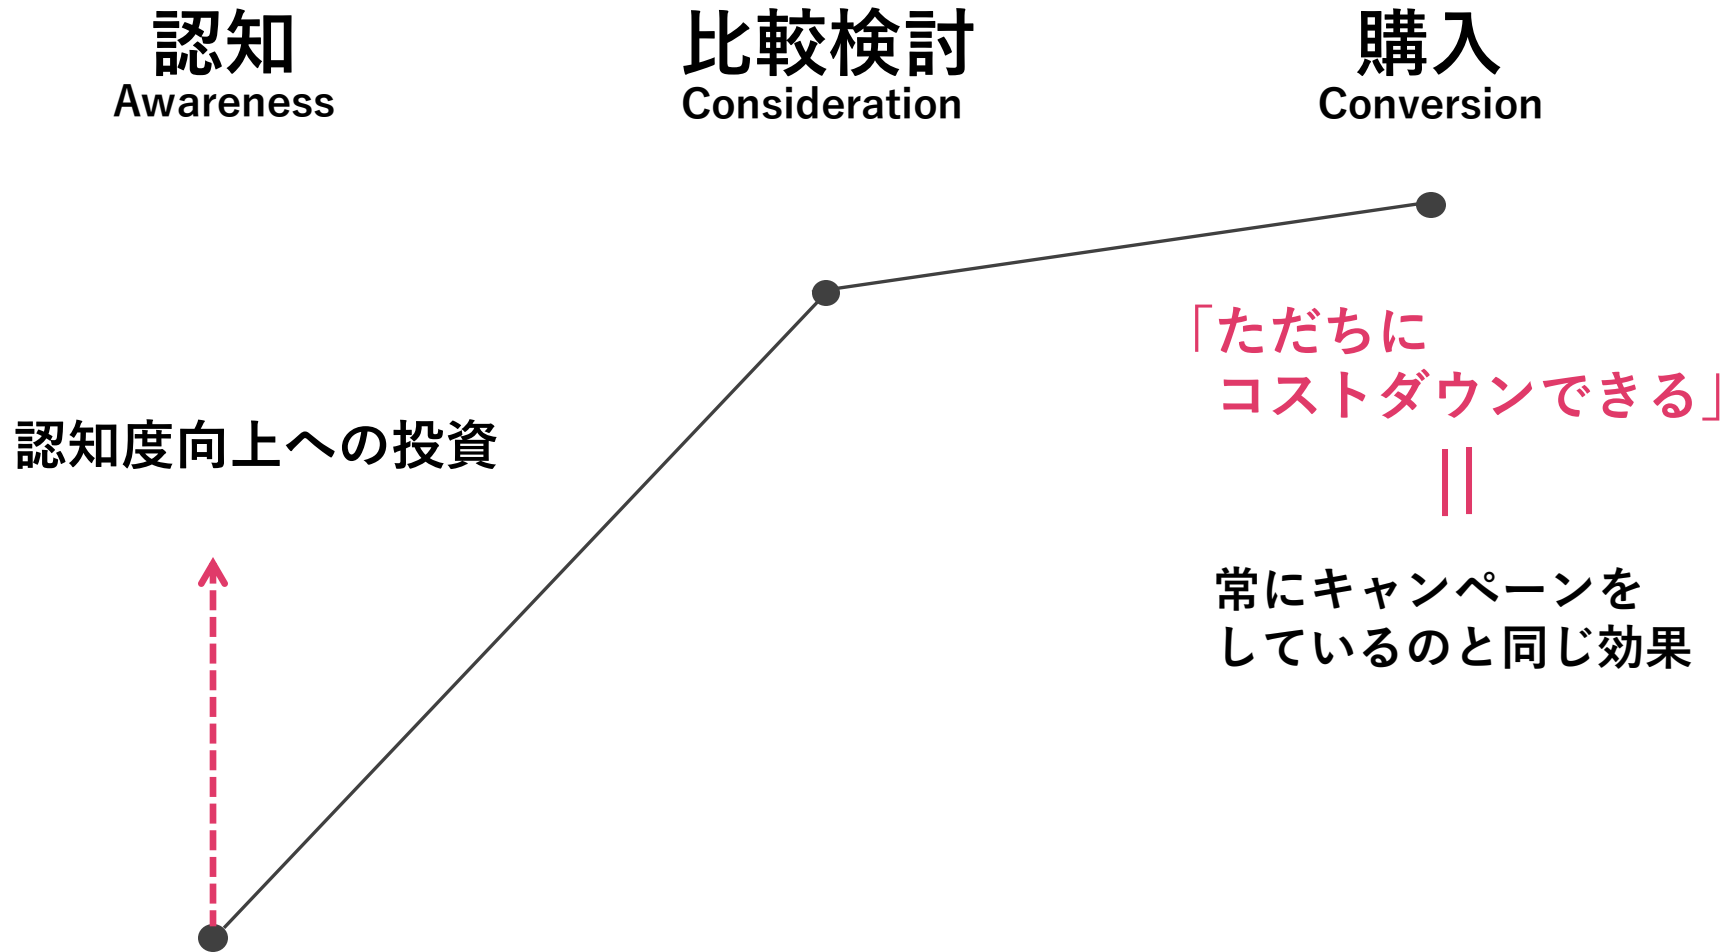 認知
Awareness
比較検討
Consideration
購入
Conversion
認知度向上への投資
「ただちに
コストダウンできる」
常にキャンペーンを
しているのと同じ効果